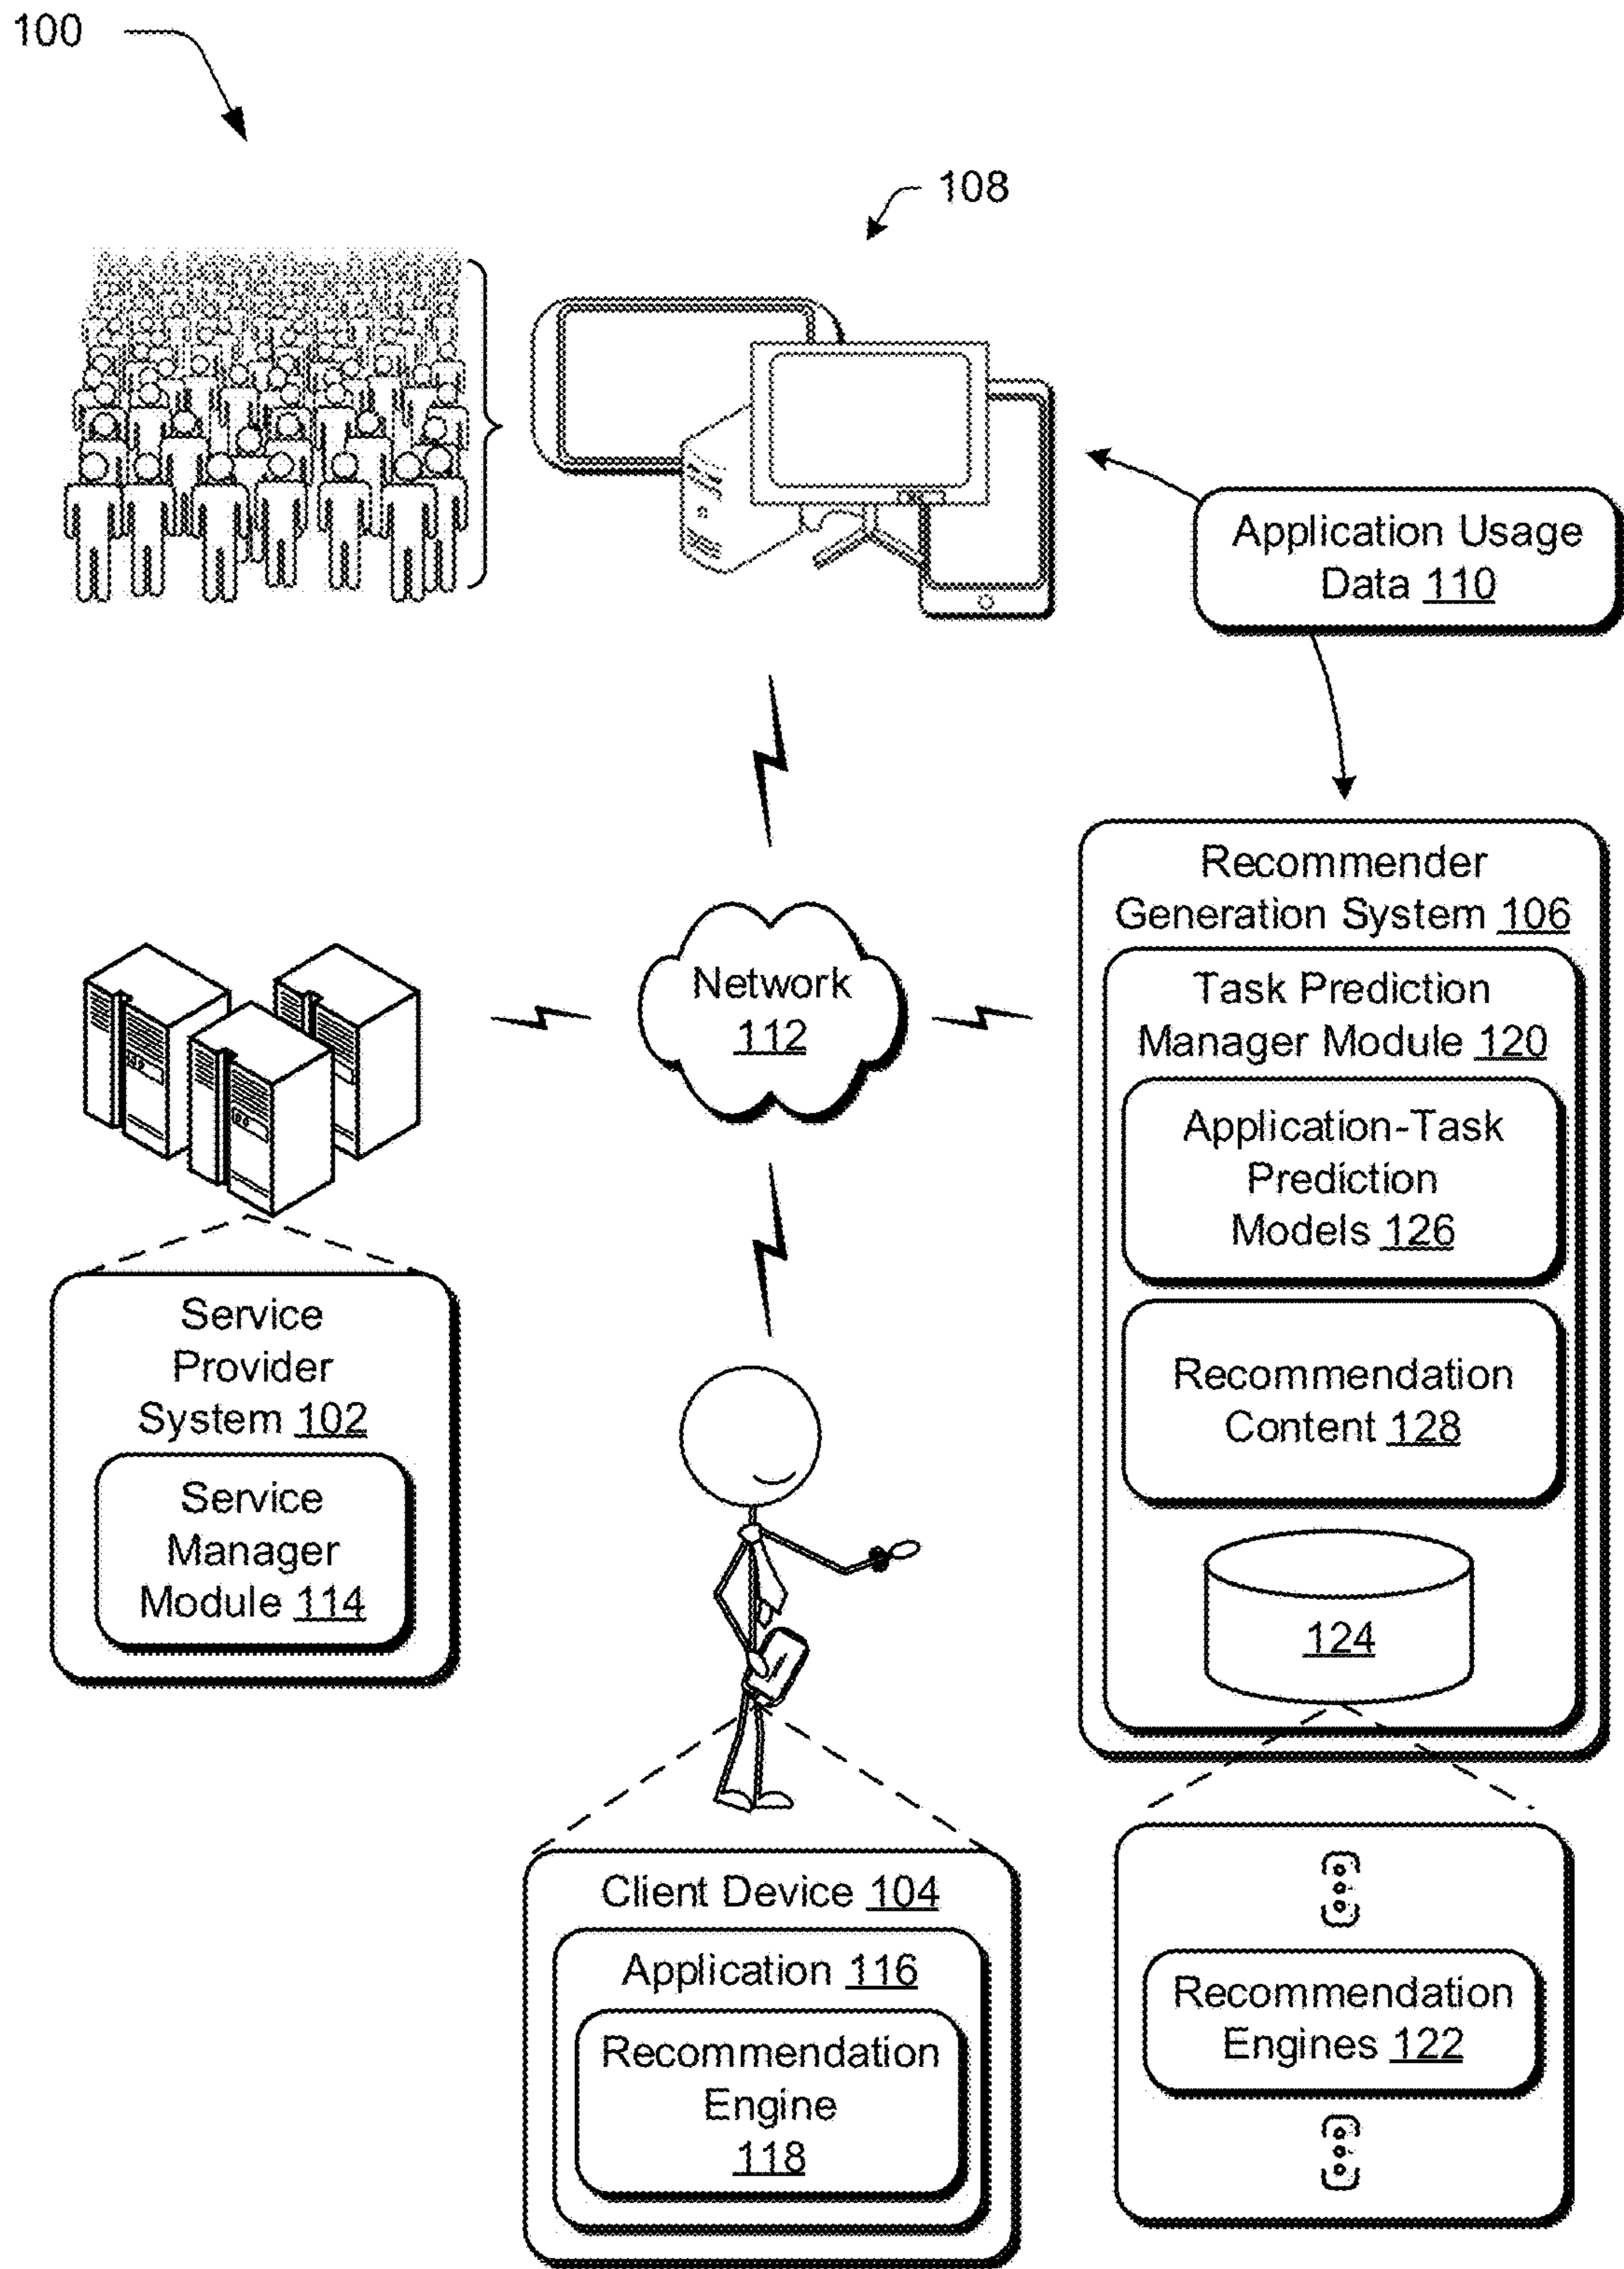 100
108
Application Usage
Data 110
Recommender
Generation System 106
Task Prediction
Manager Module 120
Application-Task
Prediction
Models 126
Recommendation
Content 128
124
Network
112
Service
Provider
System 102
Service
Manager
Module 114
Client Device 104
Application 116
Recommendation
Engine
118
Recommendation
Engines 122